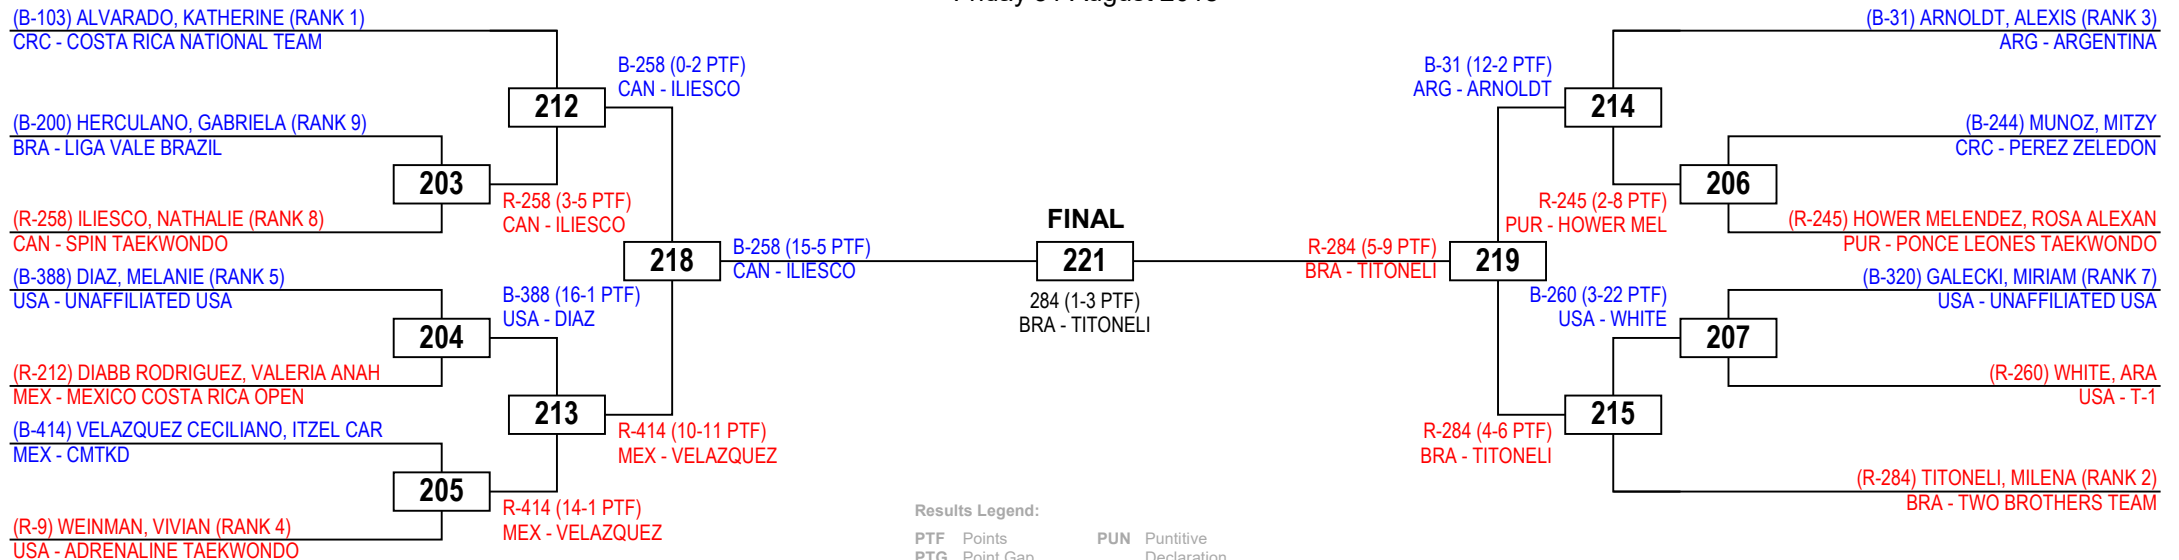 (B-103) ALVARADO, KATHERINE (RANK 1)
CRC - COSTA RICA NATIONAL TEAM
(B-200) HERCULANO, GABRIELA (RANK 9)
BRA - LIGA VALE BRAZIL
(R-258) ILIESCO, NATHALIE (RANK 8)
CAN - SPIN TAEKWONDO
(B-388) DIAZ, MELANIE (RANK 5)
USA - UNAFFILIATED USA
(R-212) DIABB RODRIGUEZ, VALERIA ANAH
MEX - MEXICO COSTA RICA OPEN
(B-414) VELAZQUEZ CECILIANO, ITZEL CAR
MEX - CMTKD
(R-9) WEINMAN, VIVIAN (RANK 4)
USA - ADRENALINE TAEKWONDO
203
204
205
R-258 (3-5 PTF)
CAN - ILIESCO
B-388 (16-1 PTF)
USA - DIAZ
R-414 (14-1 PTF)
MEX - VELAZQUEZ
212
213
B-258 (0-2 PTF)
CAN - ILIESCO
R-414 (10-11 PTF)
MEX - VELAZQUEZ
218
B-258 (15-5 PTF)
CAN - ILIESCO
FINAL
221
284 (1-3 PTF)
BRA - TITONELI
R-284 (5-9 PTF)
BRA - TITONELI
219
B-31 (12-2 PTF)
ARG - ARNOLDT
R-284 (4-6 PTF)
BRA - TITONELI
214
215
R-245 (2-8 PTF)
PUR - HOWER MEL
B-260 (3-22 PTF)
USA - WHITE
206
207
(B-31) ARNOLDT, ALEXIS (RANK 3)
ARG - ARGENTINA
(B-244) MUNOZ, MITZY
CRC - PEREZ ZELEDON
(R-245) HOWER MELENDEZ, ROSA ALEXAN
PUR - PONCE LEONES TAEKWONDO
(B-320) GALECKI, MIRIAM (RANK 7)
USA - UNAFFILIATED USA
(R-260) WHITE, ARA
USA - T-1
(R-284) TITONELI, MILENA (RANK 2)
BRA - TWO BROTHERS TEAM
Results Legend:
PTF Points PUN Puntitive
PTG Point Gap Declaration